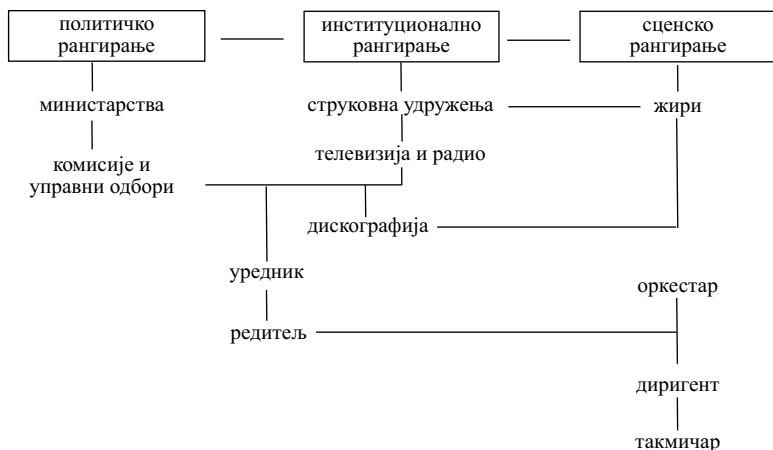 политичко
рангирање
институционално
рангирање
сценско
рангирање
министарства
струковна удружења
жири
комисије и
управни одбори
телевизија и радио
дискографија
уредник
оркестар
редитељ
диригент
такмичар